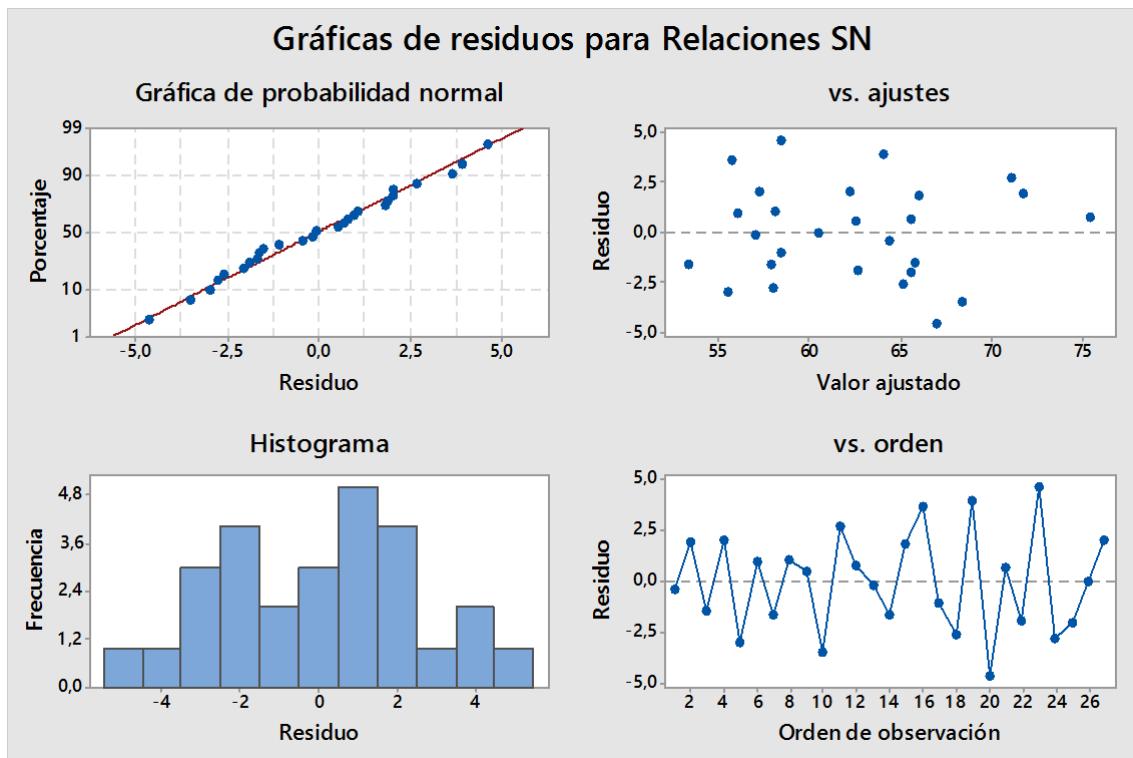 Gráficas de residuos para Relaciones SN
Gráfica de probabilidad normal
99
90
50
10
1
Porcentaje
-5,0 -2,5 0,0 2,5 5,0
Residuo
vs. ajustes
5,0
2,5
0,0
-2,5
-5,0
Residuo
55 60 65 70 75
Valor ajustado
Histograma
4,8
3,6
2,4
1,2
0,0
Frecuencia
-4 -2 0 2 4
Residuo
vs. orden
5,0
2,5
0,0
-2,5
-5,0
Residuo
2 4 6 8 10 12 14 16 18 20 22 24 26
Orden de observación